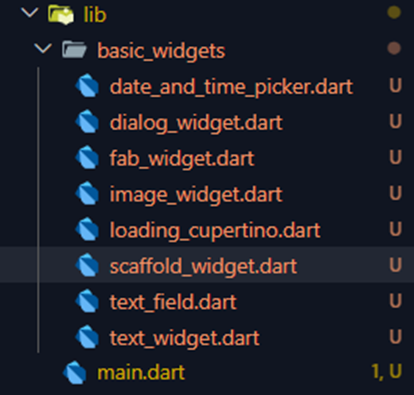 lib
basic_widgets
date_and_time_picker.dart U
dialog_widget.dart U
fab_widget.dart U
image_widget.dart U
loading_cupertino.dart U
scaffold_widget.dart U
text_field.dart U
text_widget.dart U
main.dart 1, U